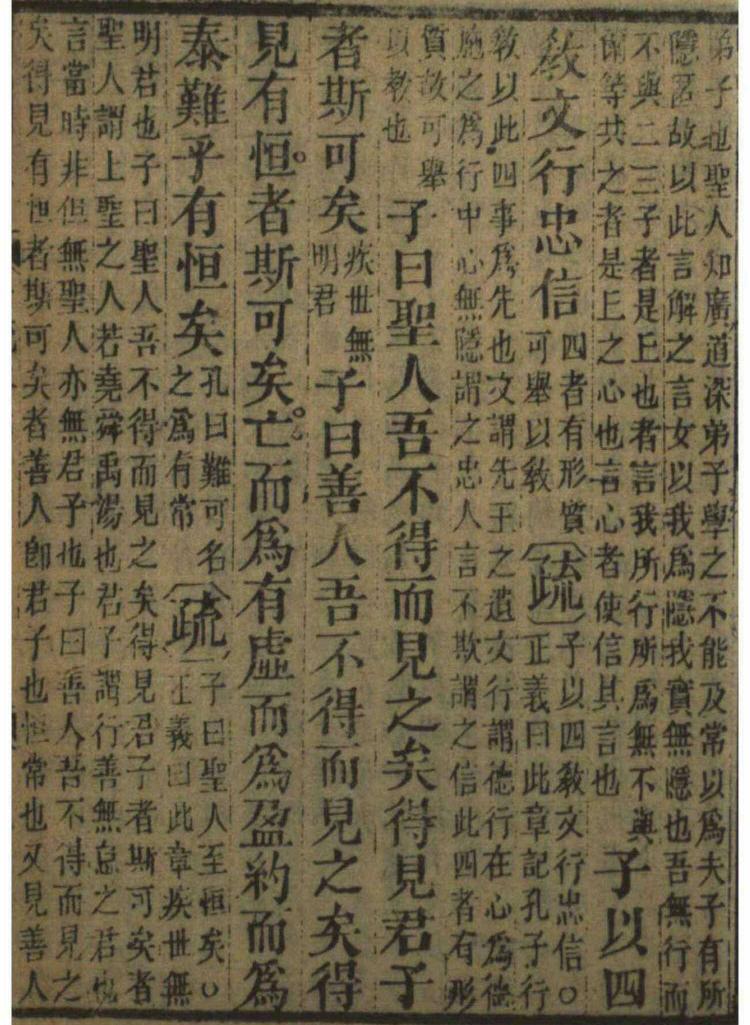 弟子也聖人知廣道深弟子學之不能及常以爲夫子有所
隱匿故以此言解之言女以我爲隱我實無隱也吾無行而
不與二三子者是丘也者言我所行所爲無不與
爾等共之者是丘之心也言心者使信其言也
子以四
教文行忠信
四者有形質
可舉以教
疏
子以四教文行忠信○
正義曰此章記孔子行
教以此四事爲先也文謂先王之遺文行謂德行在心爲德
施之爲行中心無隱謂之忠人言不欺謂之信此四者有形
質故可舉
以教也
子曰聖人吾不得而見之矣得見君子
者斯可矣
疾世無
明君
子曰善人吾不得而見之矣得
見有恒者斯可矣亡而爲有虛而爲盈約而爲
泰難乎有恒矣
孔曰難可名
之爲有常
疏
子曰聖人至恒矣○
正義曰此章疾世無
明君也子曰聖人吾不得而見之矣得見君子者斯可矣者
聖人謂上聖之人若堯舜禹湯也君子謂行善無怠之君也
言當時非但無聖人亦無君子也子曰善人吾不得而見之
矣得見有恒者斯可矣者善人卽君子也恒常也又見善人